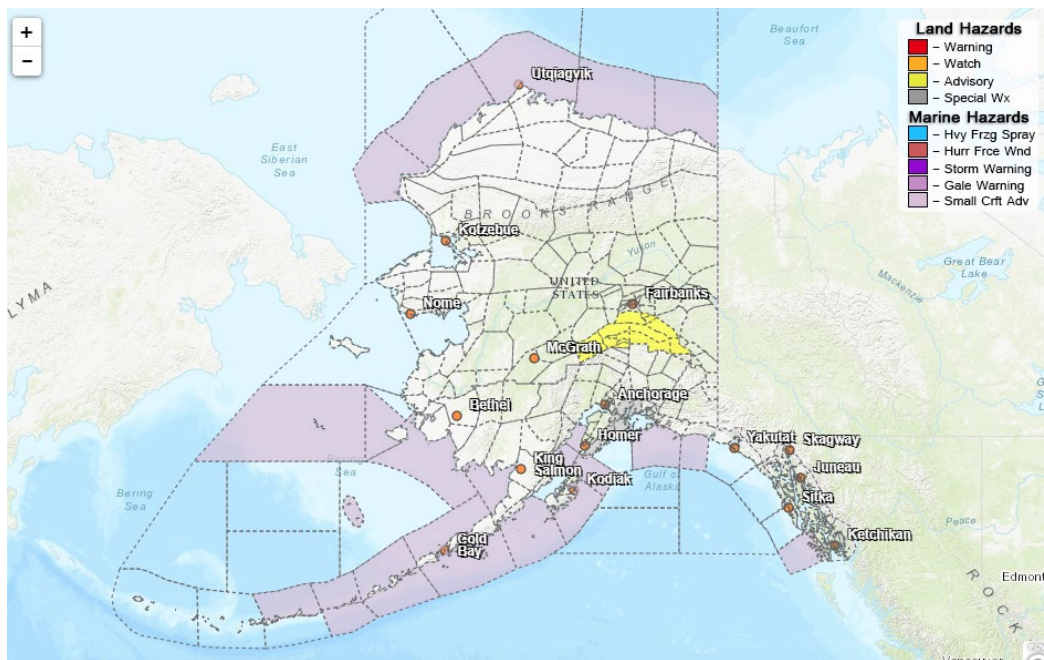 +
−
Beaufort
Sea
Land Hazards
– Warning
– Watch
– Advisory
– Special Wx
Marine Hazards
– Hvy Frzg Spray
– Hurr Frce Wnd
– Storm Warning
– Gale Warning
– Small Crft Adv
Utqiagvik
East
Siberian
Sea
BROOKS RANGE
Kotzebue
Yukon
Great Bear
Lake
Mackenzie
LYMA
UNITED
STATES
Fairbanks
Nome
McGrath
Anchorage
Bethel
Homer
Yakutat
Skagway
King
Salmon
Juneau
Sea
Kodiak
Gulf of
Alaska
Bering
Sea
Sitka
Peace
Cold
Bay
Ketchikan
ROCK
Edmont
Vancouver